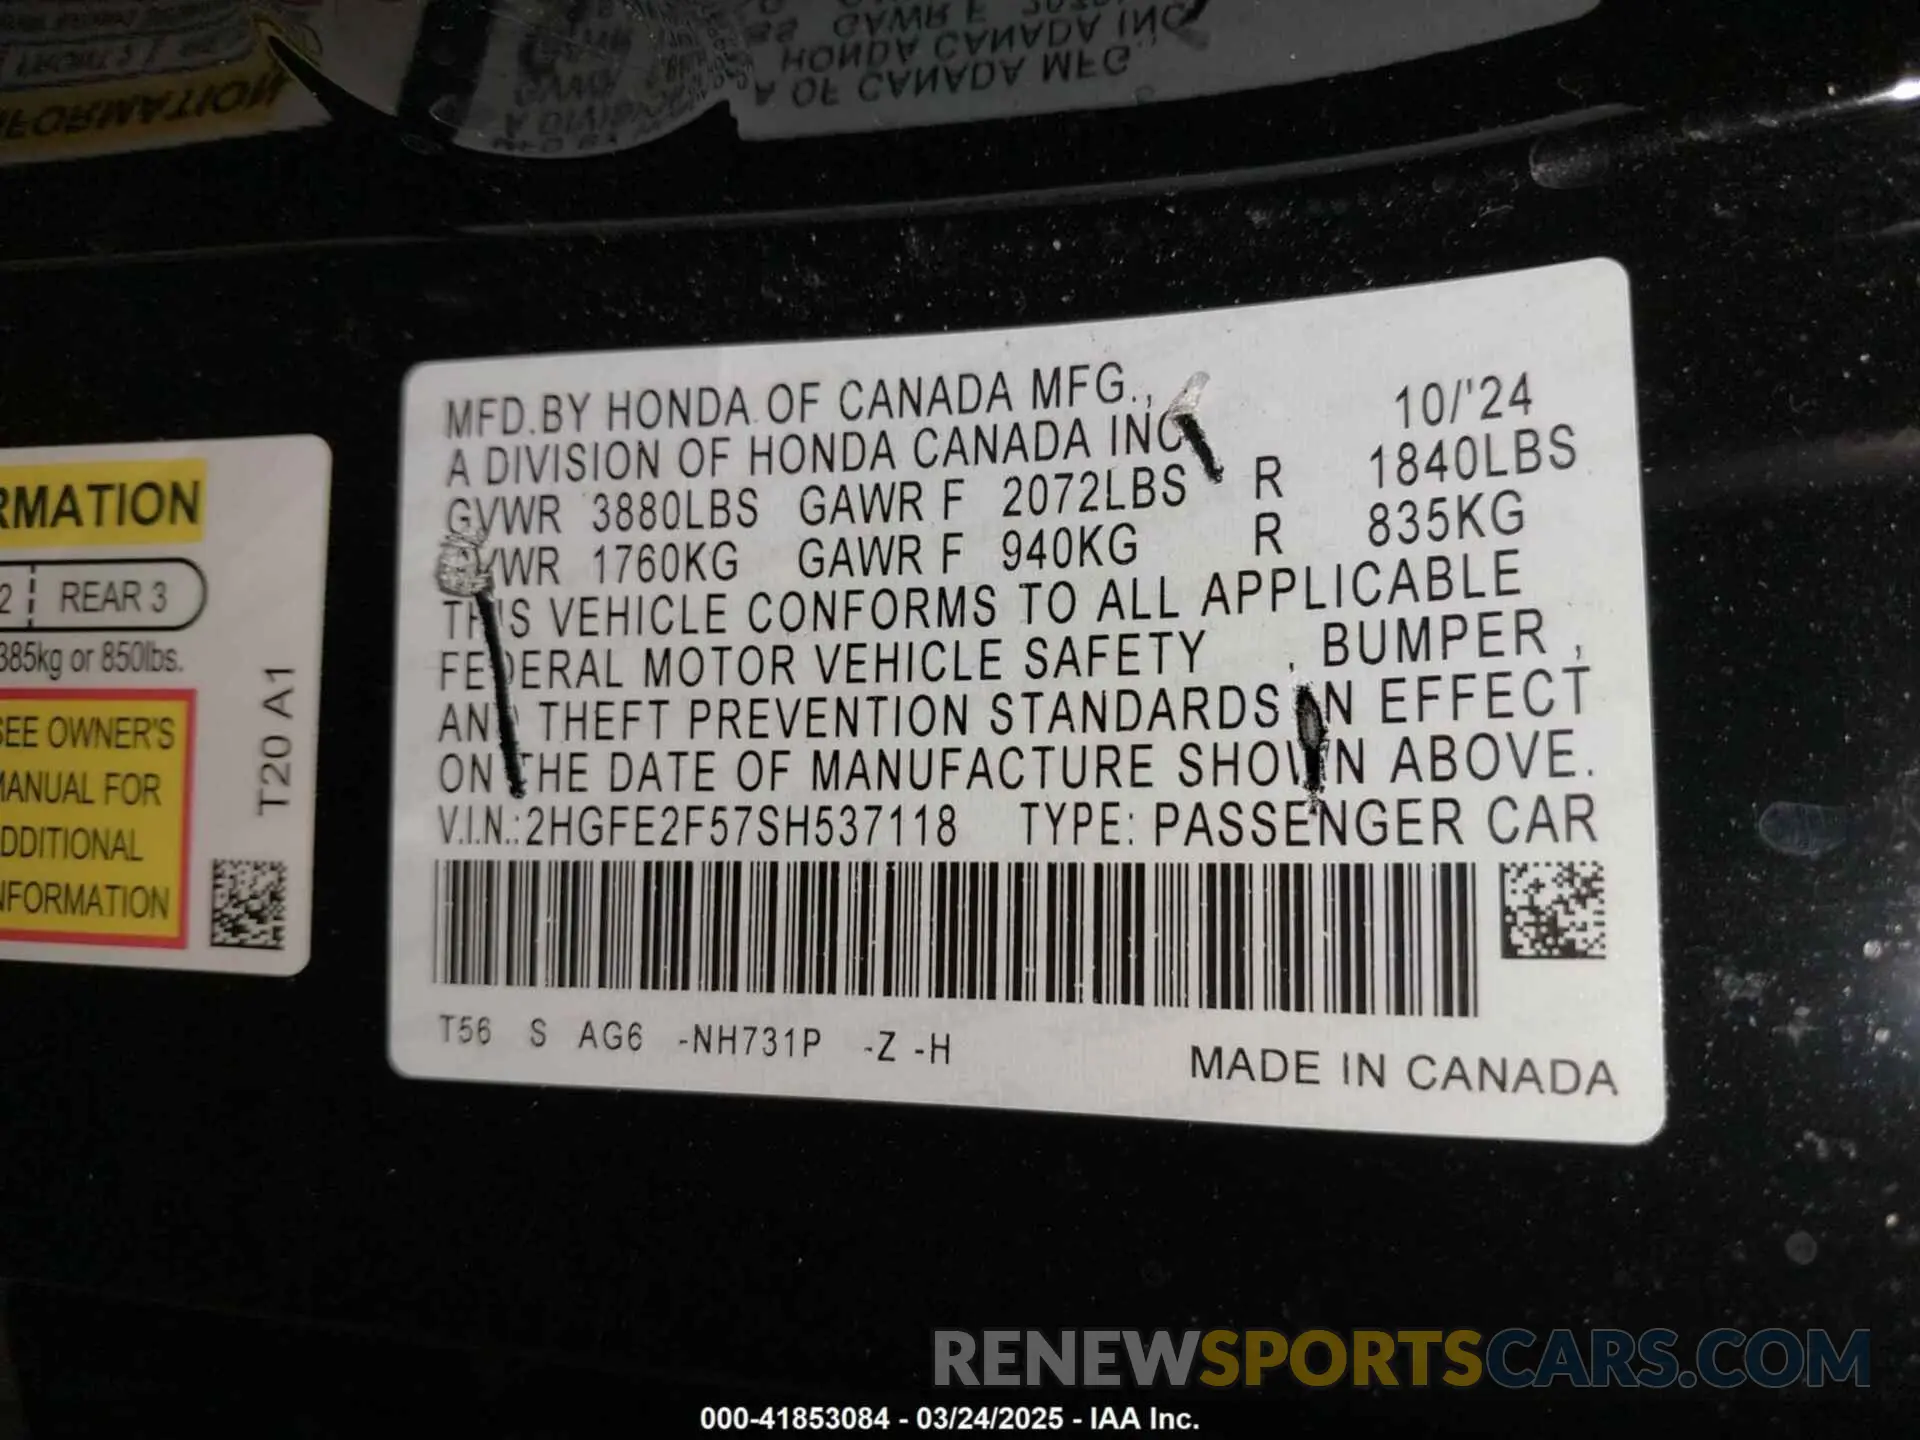 HONDA CANADA INC
A OF CANADA MFG.,
RMATION
2 REAR 3
385kg or 850lbs.
SEE OWNER'S
MANUAL FOR
ADDITIONAL
INFORMATION
T20 A1
MFD.BY HONDA OF CANADA MFG., 10/'24
A DIVISION OF HONDA CANADA INC
GVWR 3880LBS GAWR F 2072LBS R 1840LBS
GVWR 1760KG GAWR F 940KG R 835KG
THIS VEHICLE CONFORMS TO ALL APPLICABLE
FEDERAL MOTOR VEHICLE SAFETY , BUMPER ,
AND THEFT PREVENTION STANDARDS IN EFFECT
ON THE DATE OF MANUFACTURE SHOWN ABOVE.
V.I.N.:2HGFE2F57SH537118 TYPE: PASSENGER CAR
T56 S AG6 -NH731P -Z -H
MADE IN CANADA
RENEWSPORTSCARS.COM
000-41853084 - 03/24/2025 - IAA Inc.